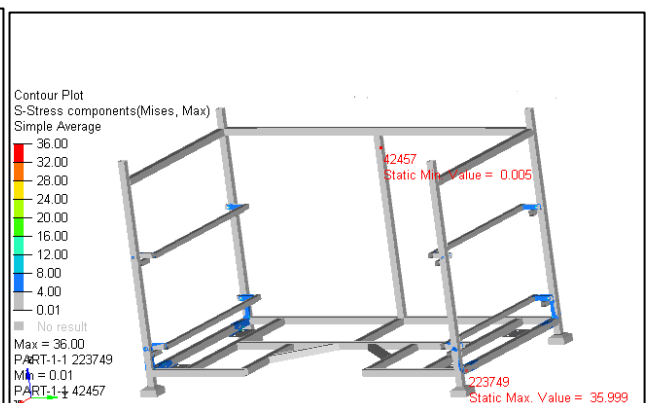 Contour Plot
S-Stress components(Mises, Max)
Simple Average
36.00
32.00
28.00
24.00
20.00
16.00
12.00
8.00
4.00
0.01
No result
Max = 36.00
PART-1-1 223749
Min = 0.01
PART-1-1 42457
42457
Static Min. Value = 0.005
223749
Static Max. Value = 35.999